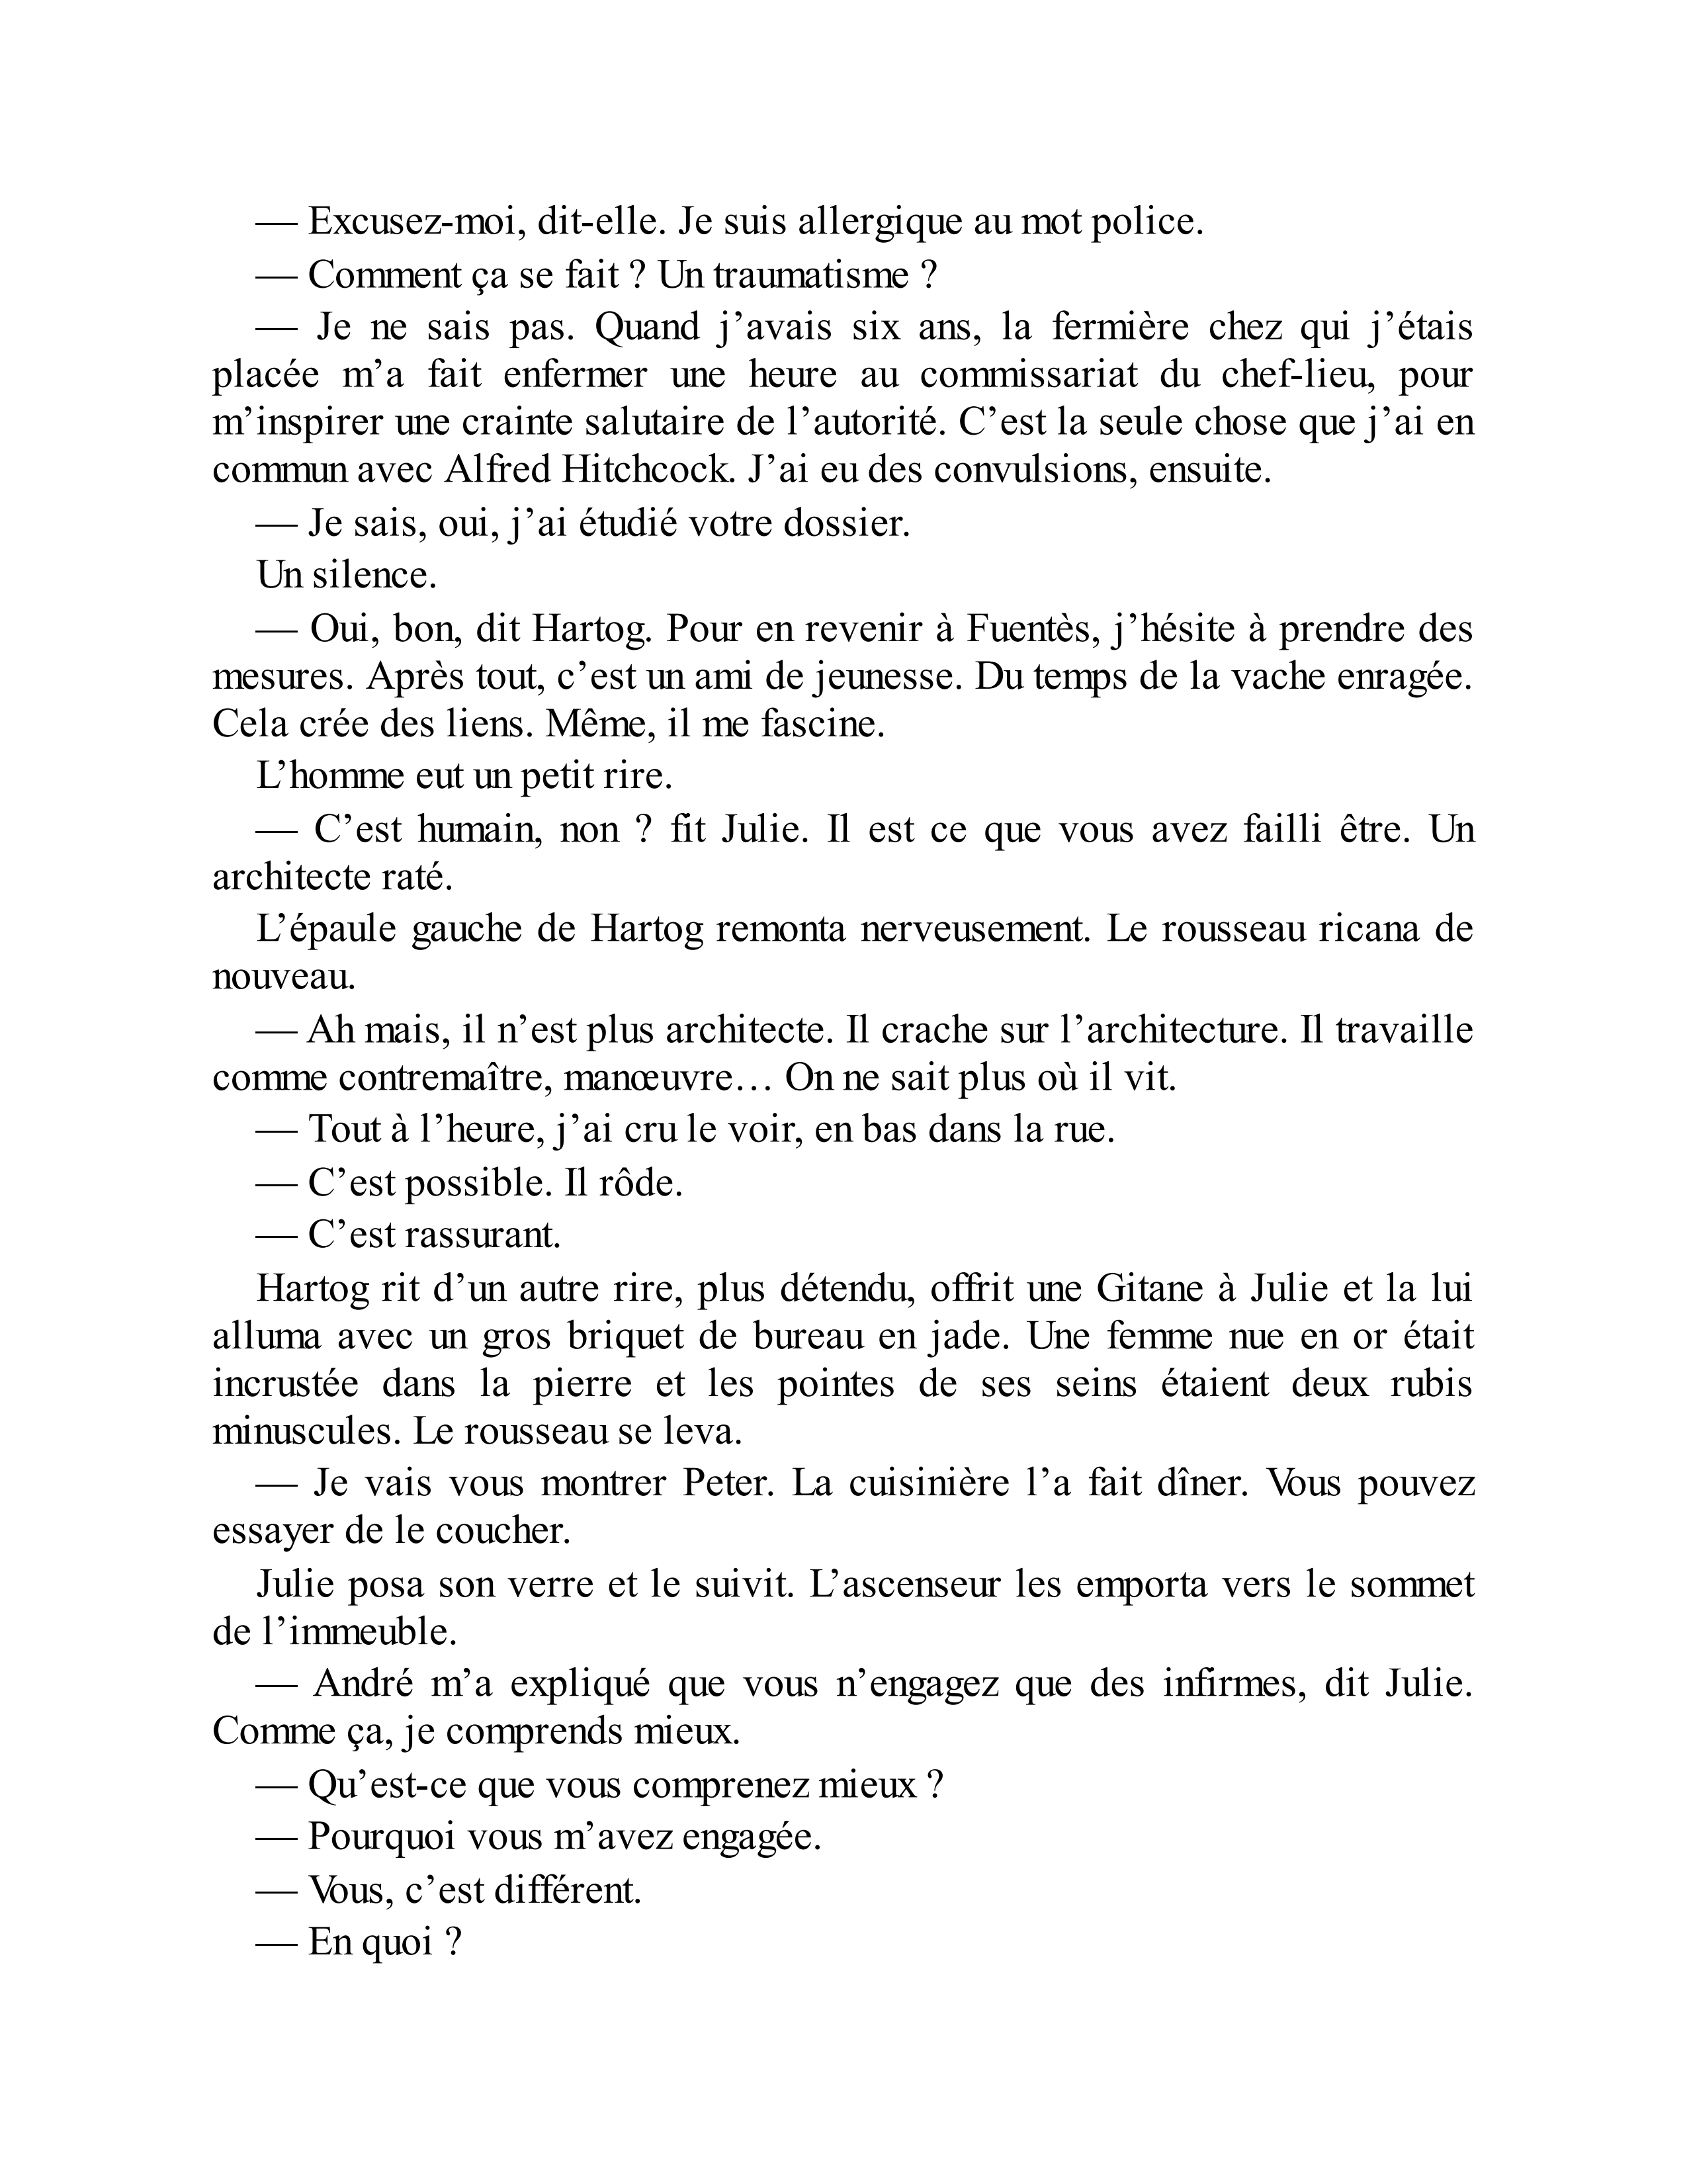 — Excusez-moi, dit-elle. Je suis allergique au mot police.
— Comment ça se fait ? Un traumatisme ?
— Je ne sais pas. Quand j’avais six ans, la fermière chez qui j’étais
placée m’a fait enfermer une heure au commissariat du chef-lieu, pour
m’inspirer une crainte salutaire de l’autorité. C’est la seule chose que j’ai en
commun avec Alfred Hitchcock. J’ai eu des convulsions, ensuite.
— Je sais, oui, j’ai étudié votre dossier.
Un silence.
— Oui, bon, dit Hartog. Pour en revenir à Fuentès, j’hésite à prendre des
mesures. Après tout, c’est un ami de jeunesse. Du temps de la vache enragée.
Cela crée des liens. Même, il me fascine.
L’homme eut un petit rire.
— C’est humain, non ? fit Julie. Il est ce que vous avez failli être. Un
architecte raté.
L’épaule gauche de Hartog remonta nerveusement. Le rousseau ricana de
nouveau.
— Ah mais, il n’est plus architecte. Il crache sur l’architecture. Il travaille
comme contremaître, manœuvre… On ne sait plus où il vit.
— Tout à l’heure, j’ai cru le voir, en bas dans la rue.
— C’est possible. Il rôde.
— C’est rassurant.
Hartog rit d’un autre rire, plus détendu, offrit une Gitane à Julie et la lui
alluma avec un gros briquet de bureau en jade. Une femme nue en or était
incrustée dans la pierre et les pointes de ses seins étaient deux rubis
minuscules. Le rousseau se leva.
— Je vais vous montrer Peter. La cuisinière l’a fait dîner. Vous pouvez
essayer de le coucher.
Julie posa son verre et le suivit. L’ascenseur les emporta vers le sommet
de l’immeuble.
— André m’a expliqué que vous n’engagez que des infirmes, dit Julie.
Comme ça, je comprends mieux.
— Qu’est-ce que vous comprenez mieux ?
— Pourquoi vous m’avez engagée.
— Vous, c’est différent.
— En quoi ?